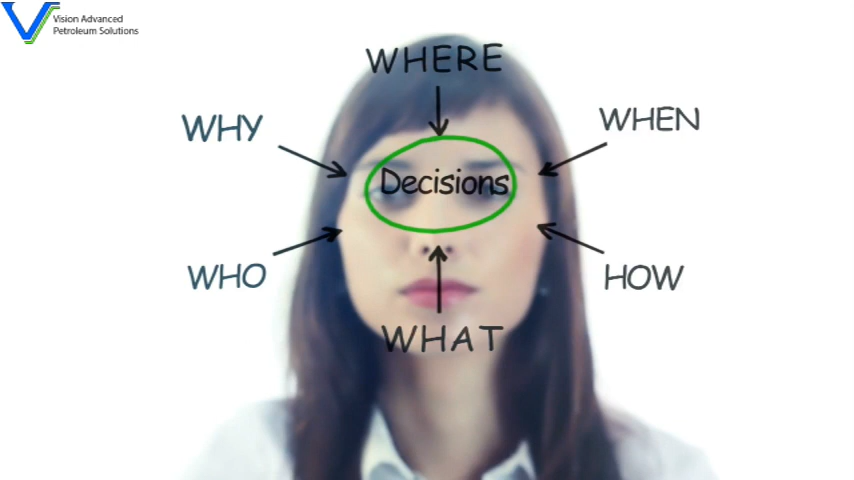 Vision Advanced
Petroleum Solutions
WHERE
WHY
WHEN
Decisions
WHO
HOW
WHAT